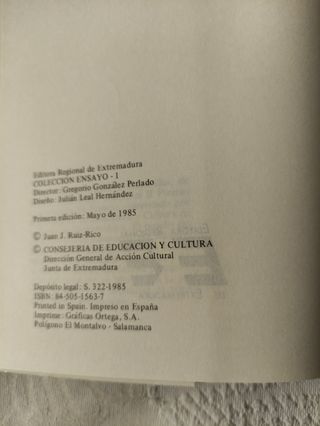 Editora Regional de Extremadura
COLECCION ENSAYO - 1
Director: Gregorio González Perlado
Diseño: Julián Leal Hernández
Primera edición: Mayo de 1985
© Juan J. Ruiz-Rico
© CONSEJERIA DE EDUCACION Y CULTURA
Dirección General de Acción Cultural
Junta de Extremadura
Depósito legal: S. 322-1985
ISBN: 84-505-1563-7
Printed in Spain. Impreso en España
Imprime: Gráficas Ortega, S.A.
Polígono El Montalvo - Salamanca